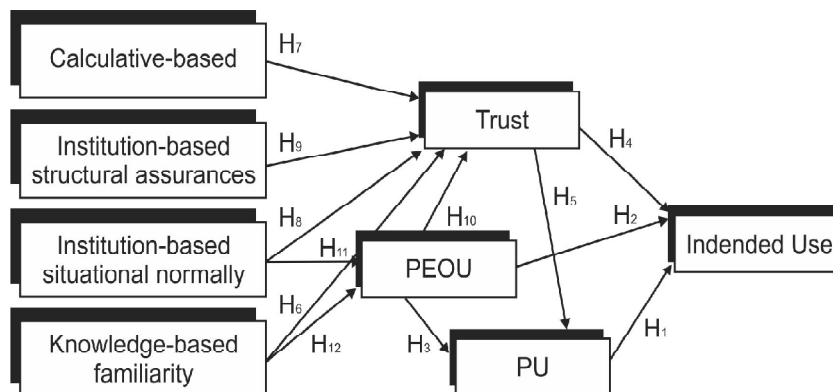 Calculative-based
H7
Institution-based
structural assurances
H9
Trust
H4
Institution-based
situational normally
H8
H11
H10
H5
H2
PEOU
Indended Use
Knowledge-based
familiarity
H6
H12
H3
PU
H1